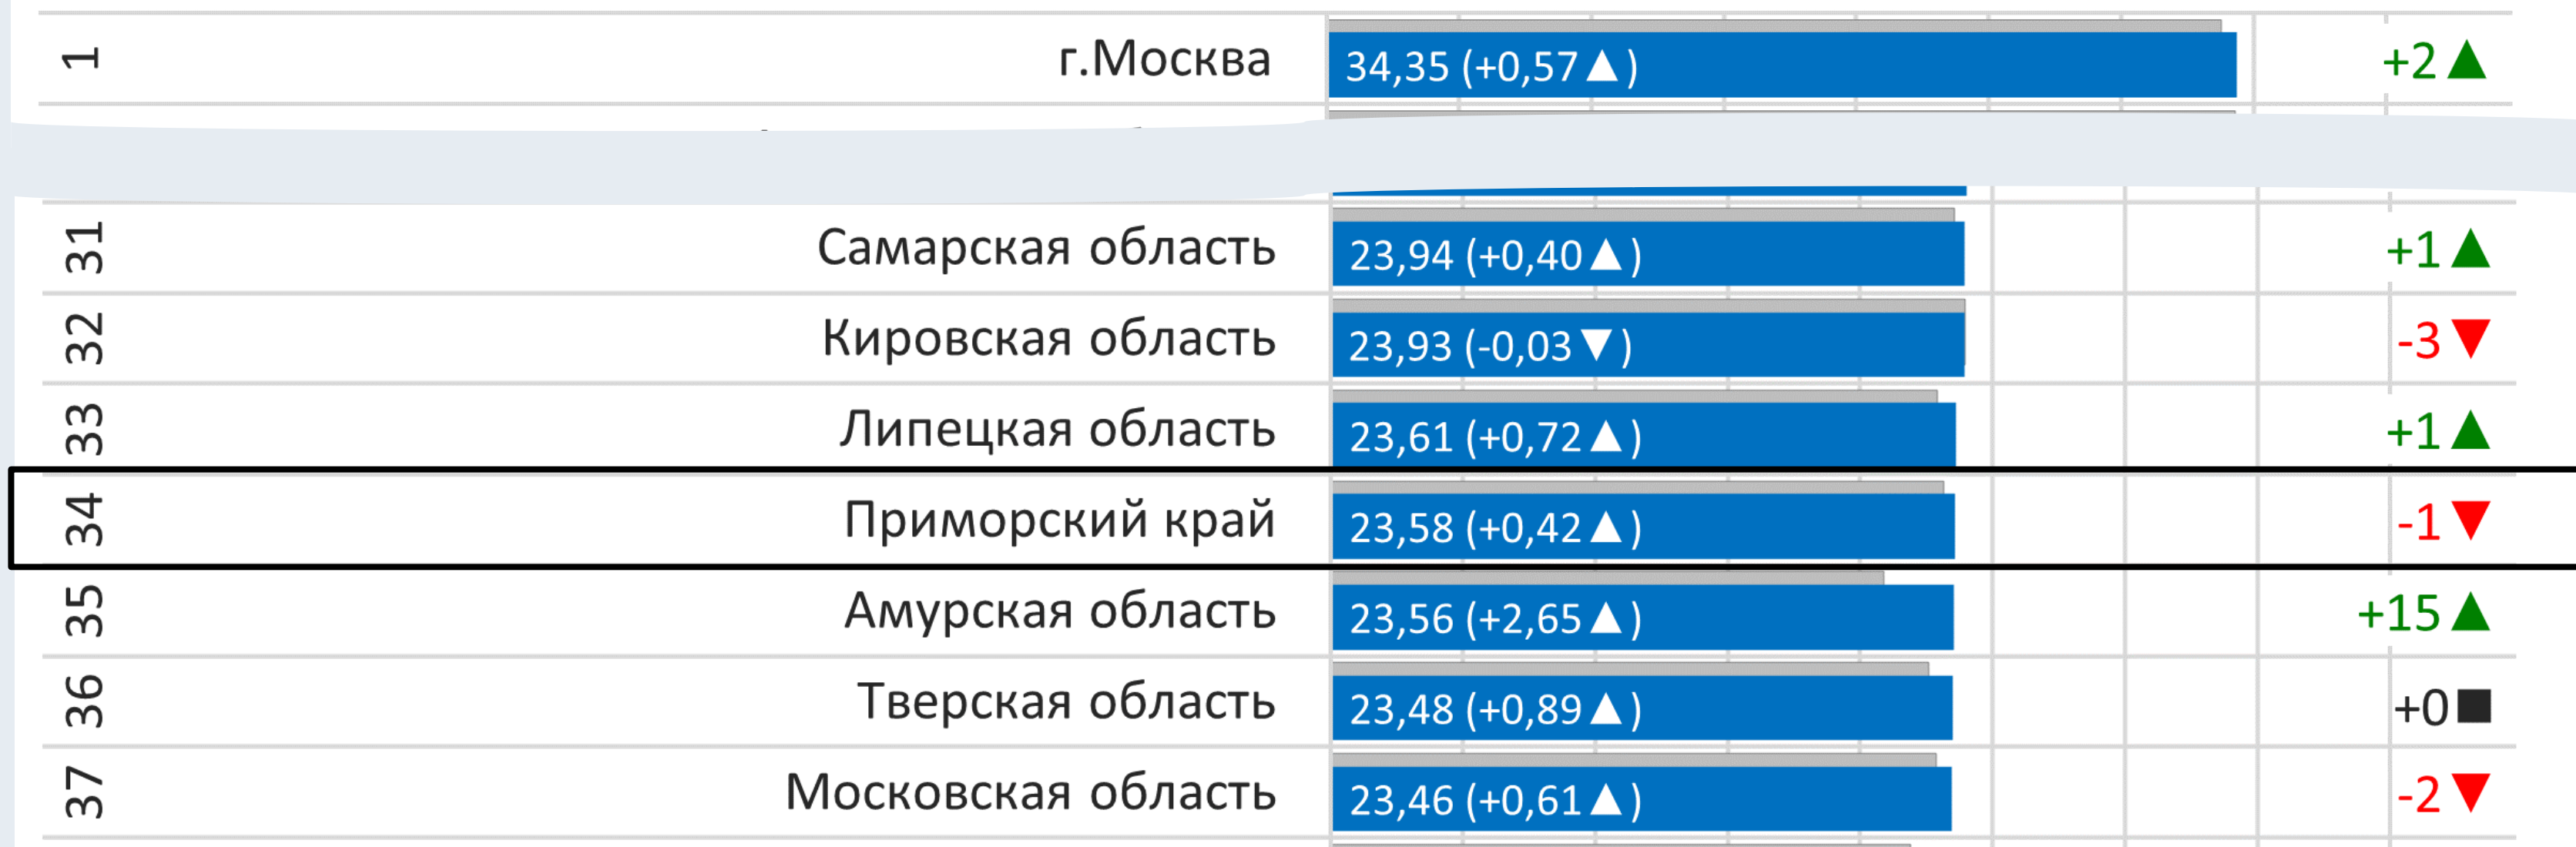 1 г.Москва 34,35 (+0,57▲) +2▲
31 Самарская область 23,94 (+0,40▲) +1▲
32 Кировская область 23,93 (-0,03▼) -3▼
33 Липецкая область 23,61 (+0,72▲) +1▲
34 Приморский край 23,58 (+0,42▲) -1▼
35 Амурская область 23,56 (+2,65▲) +15▲
36 Тверская область 23,48 (+0,89▲) +0■
37 Московская область 23,46 (+0,61▲) -2▼